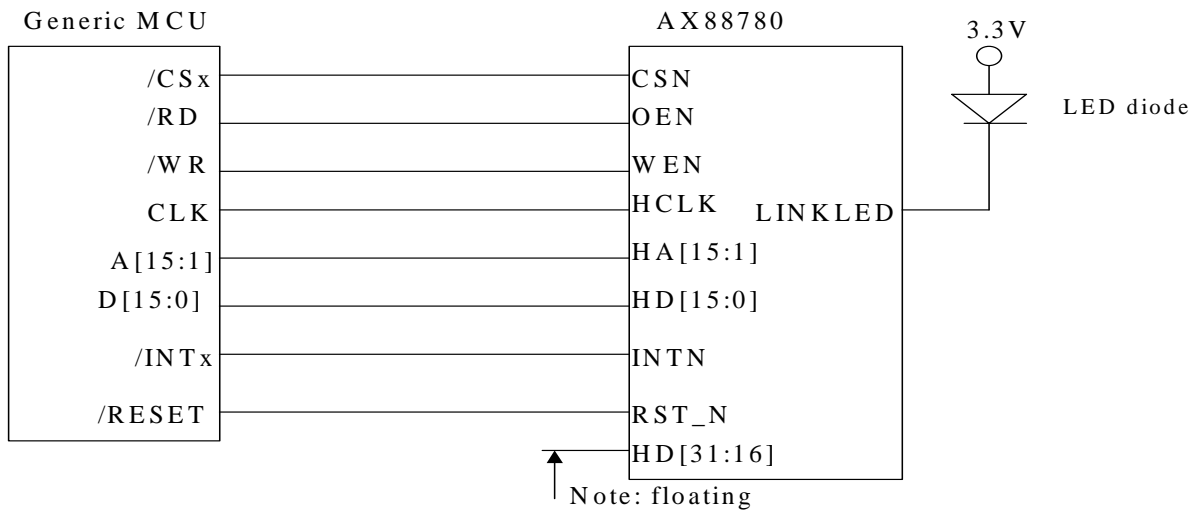 Generic MCU
AX88780
3.3V
/CSx
CSN
LED diode
/RD
OEN
/WR
WEN
CLK
HCLK
LINKLED
A[15:1]
HA[15:1]
D[15:0]
HD[15:0]
/INTx
INTN
/RESET
RST_N
HD[31:16]
Note: floating